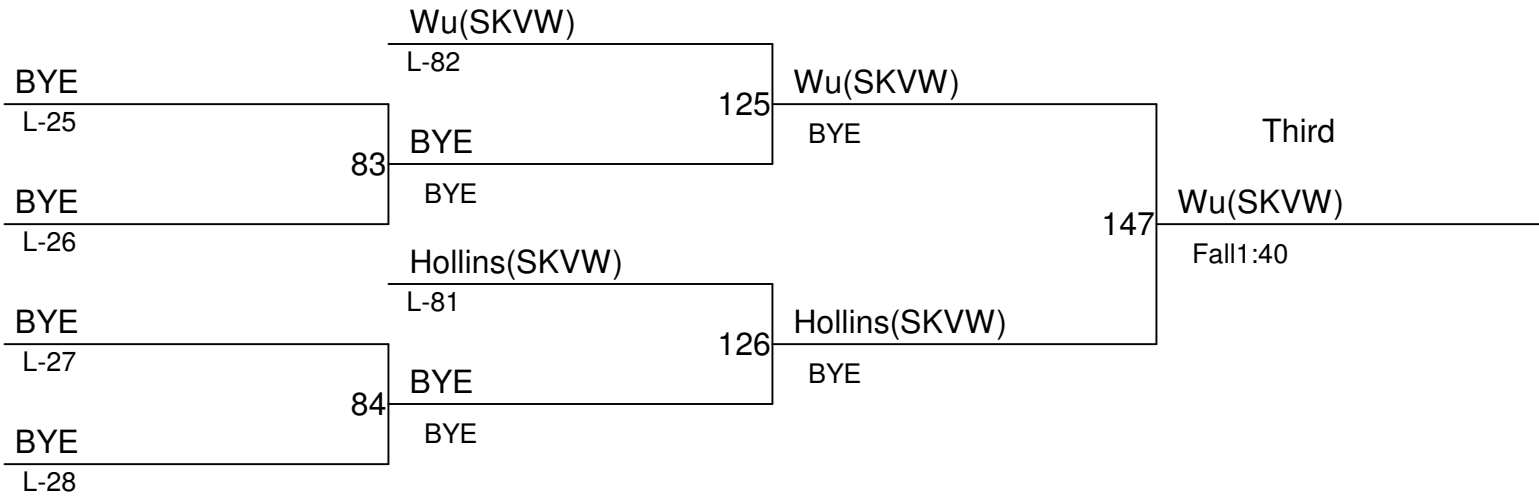 Wu(SKVW)
L-82
BYE
L-25
125
Wu(SKVW)
BYE
Third
83
BYE
BYE
BYE
L-26
147
Wu(SKVW)
Fall1:40
Hollins(SKVW)
L-81
BYE
L-27
126
Hollins(SKVW)
BYE
84
BYE
BYE
BYE
L-28